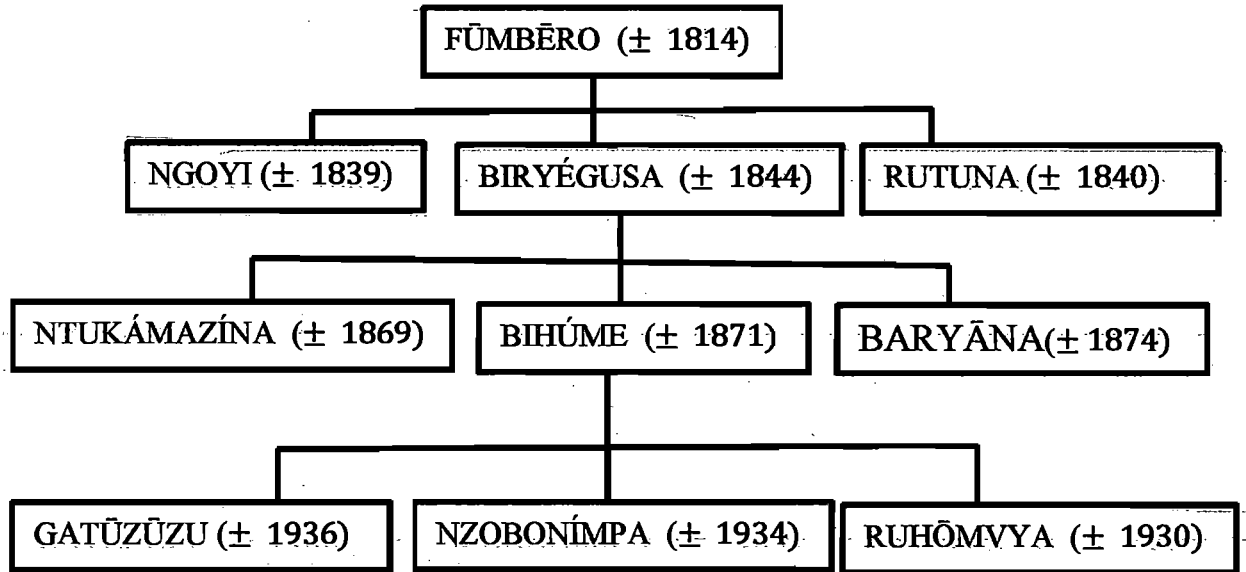 FŪMBĒRO (± 1814)
NGOYI (± 1839)
BIRYÉGUSA (± 1844)
RUTUNA (± 1840)
NTUKÁMAZÍNA (± 1869)
BIHÚME (± 1871)
BARYĀNA(± 1874)
GATŪZŪZU (± 1936)
NZOBONÍMPA (± 1934)
RUHŌMVYA (± 1930)